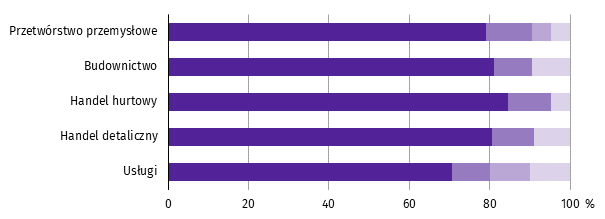 Przetwórstwo przemysłowe
Budownictwo
Handel hurtowy
Handel detaliczny
Usługi
0 20 40 60 80 100 %